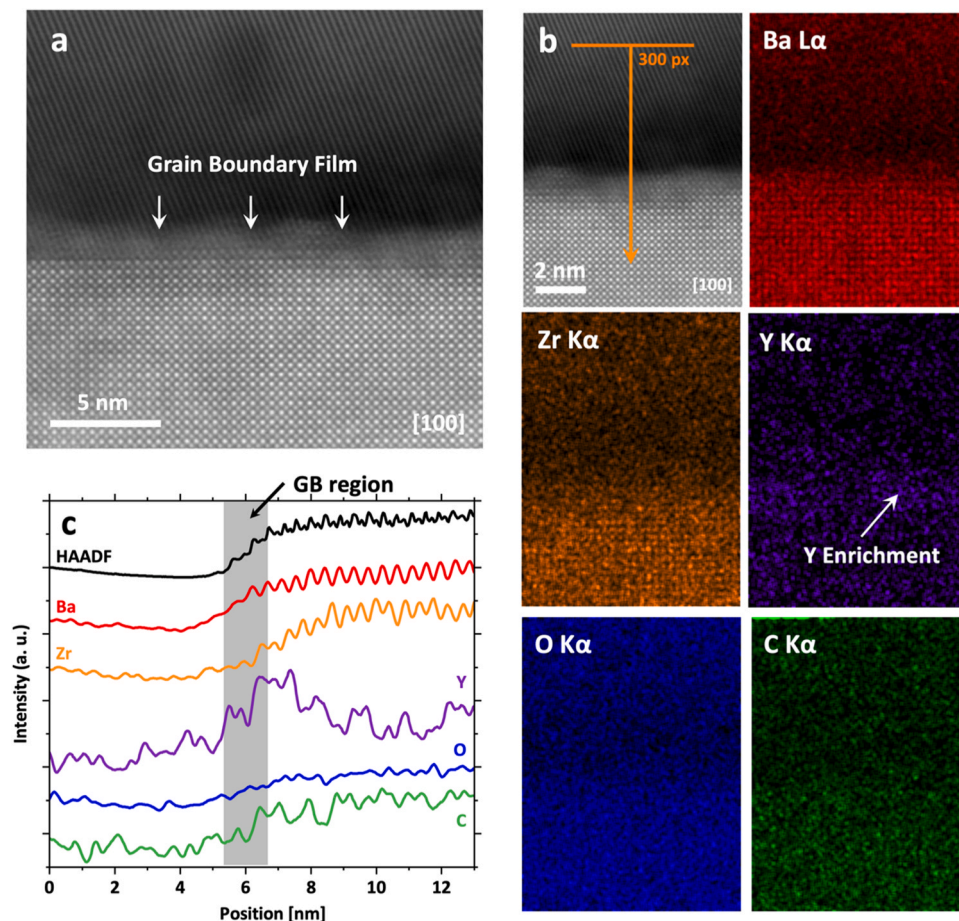 a
Grain Boundary Film
5 nm
[100]
b
300 px
2 nm
[100]
Ba Lα
Zr Kα
Y Kα
Y Enrichment
O Kα
C Kα
GB region
c
HAADF
Ba
Zr
Y
O
C
Intensity (a. u.)
0 2 4 6 8 10 12
Position [nm]